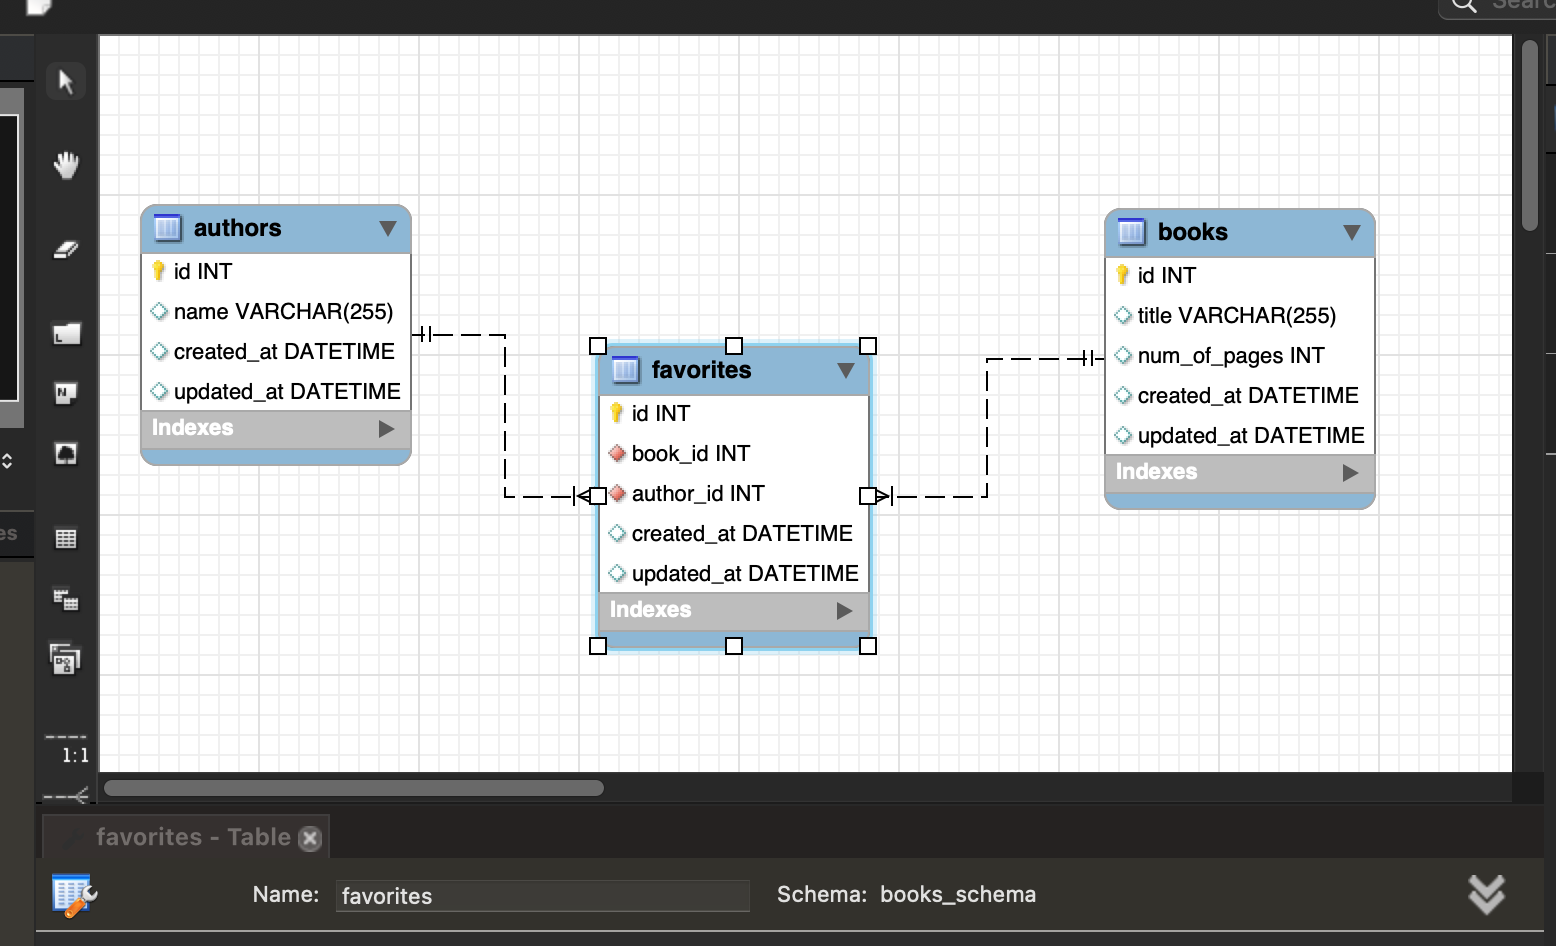 Searc
authors
id INT
name VARCHAR(255)
created_at DATETIME
updated_at DATETIME
Indexes
favorites
id INT
book_id INT
author_id INT
created_at DATETIME
updated_at DATETIME
Indexes
books
id INT
title VARCHAR(255)
num_of_pages INT
created_at DATETIME
updated_at DATETIME
Indexes
L
N
es
1:1
favorites - Table
Name: favorites Schema: books_schema